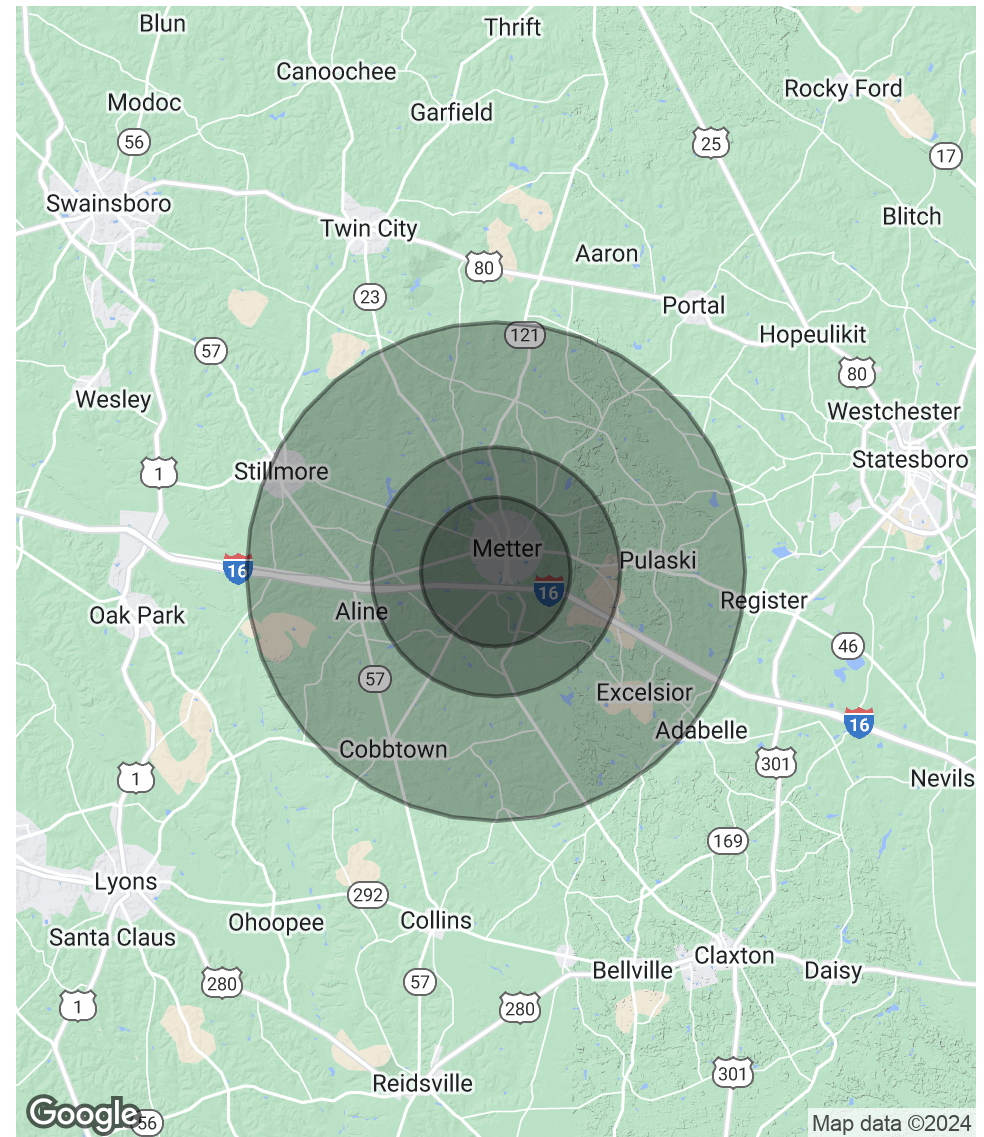 Blun
Thrift
Canoochee
Rocky Ford
Modoc
Garfield
56
25
17
Swainsboro
Blitch
Twin City
Aaron
80
23
Portal
121
Hopeulikit
57
80
Wesley
Westchester
Statesboro
Stillmore
1
Metter
Pulaski
16
16
Register
Aline
Oak Park
46
57
Excelsior
16
Adabelle
Cobbtown
301
1
Nevils
169
Lyons
292
Ohoopee
Collins
Santa Claus
Claxton
Bellville
Daisy
280
57
1
280
301
Reidsville
Google
56
Map data ©2024